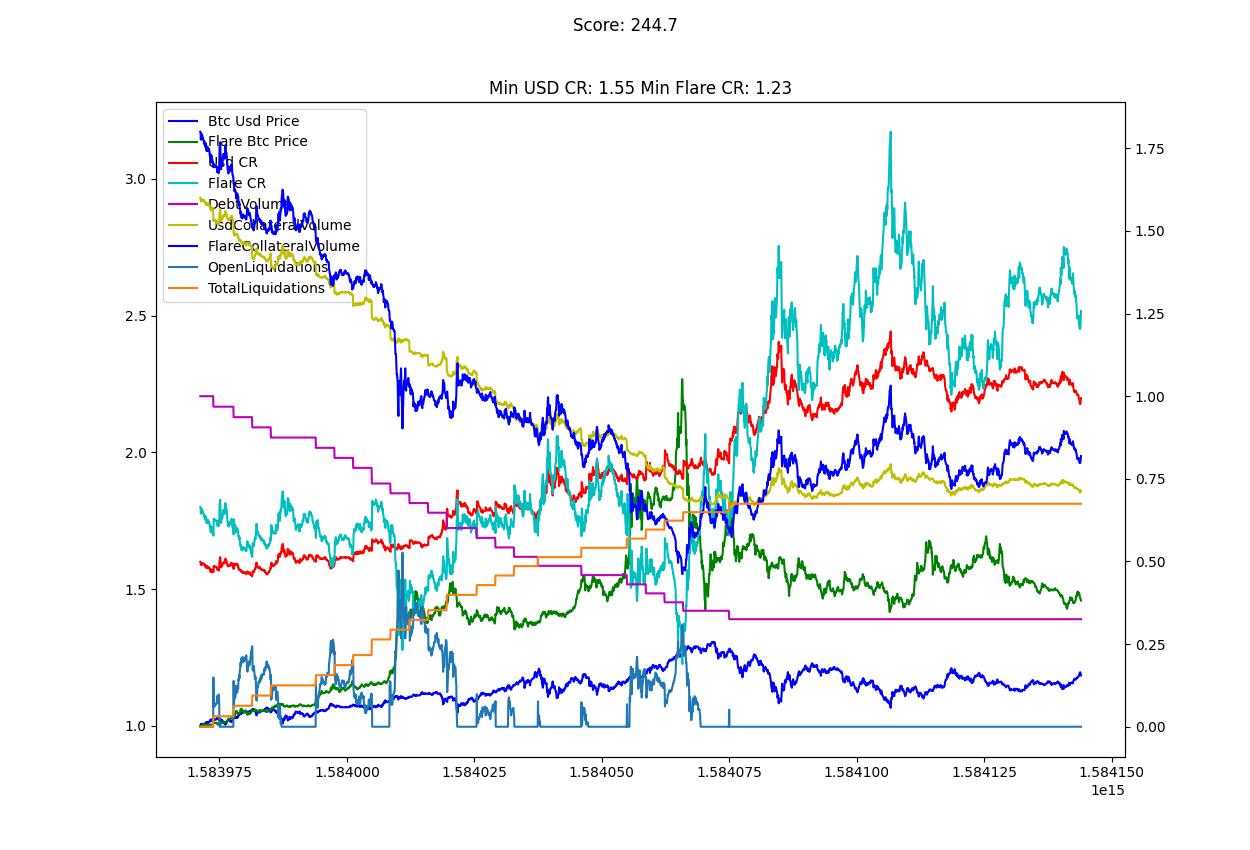 Score: 244.7
Min USD CR: 1.55 Min Flare CR: 1.23
Btc Usd Price
Flare Btc Price
Usd CR
Flare CR
DebtVolume
UsdCollateralVolume
FlareCollateralVolume
OpenLiquidations
TotalLiquidations
3.0
2.5
2.0
1.5
1.0
1.75
1.50
1.25
1.00
0.75
0.50
0.25
0.00
1.583975
1.584000
1.584025
1.584050
1.584075
1.584100
1.584125
1.584150
1e15